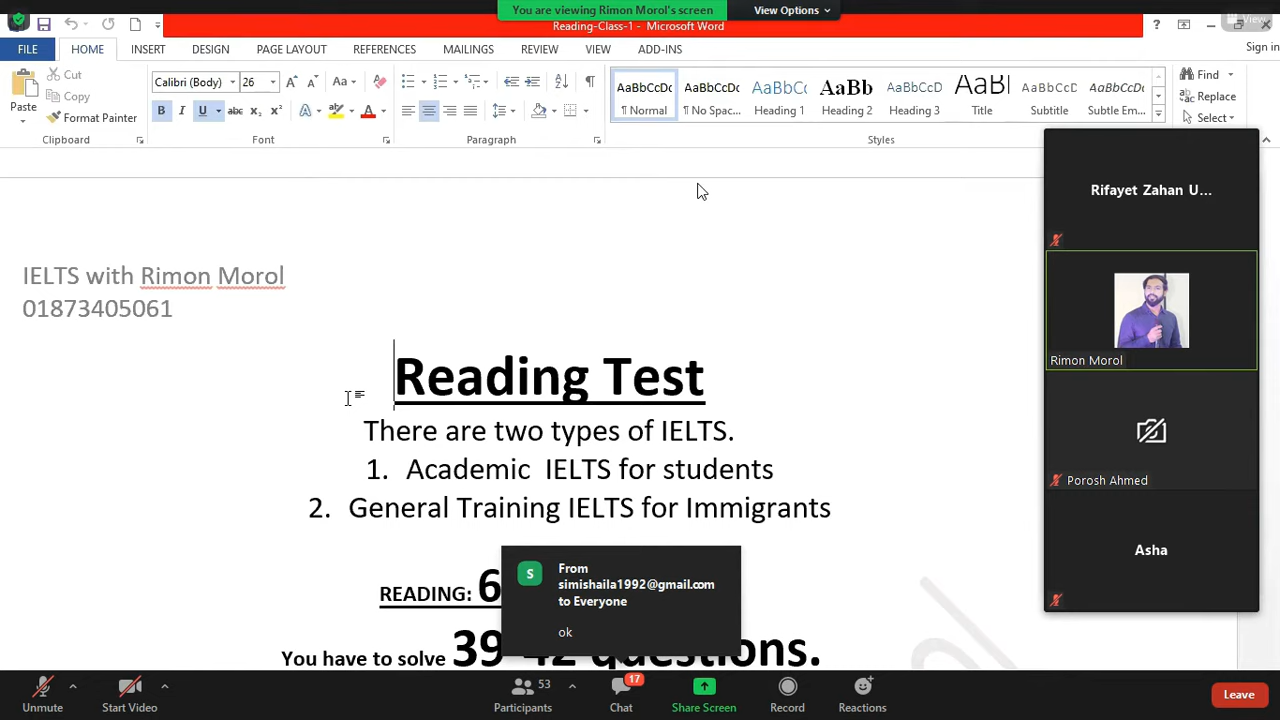 You are viewing Rimon Morol's screen
View Options
Reading-Class-1 - Microsoft Word
View
Sign in
FILE
HOME
INSERT
DESIGN
PAGE LAYOUT
REFERENCES
MAILINGS
REVIEW
VIEW
ADD-INS
Paste
Cut
Copy
Format Painter
Clipboard
Calibri (Body)
26
Font
Paragraph
AaBbCcDc
¶ Normal
AaBbCcDc
¶ No Spac...
AaBbCc
Heading 1
AaBb
Heading 2
AaBbCcD
Heading 3
AaBl
Title
AaBbCcD
Subtitle
AaBbCcDc
Subtle Em...
Styles
Find
Replace
Select
IELTS with Rimon Morol
01873405061
Reading Test
There are two types of IELTS.
1. Academic IELTS for students
2. General Training IELTS for Immigrants
READING: 6
You have to solve 39-42 questions.
From
simishaila1992@gmail.com
to Everyone
S
ok
Rifayet Zahan U...
Rimon Morol
Porosh Ahmed
Asha
Unmute
Start Video
53
Participants
17
Chat
Share Screen
Record
Reactions
Leave